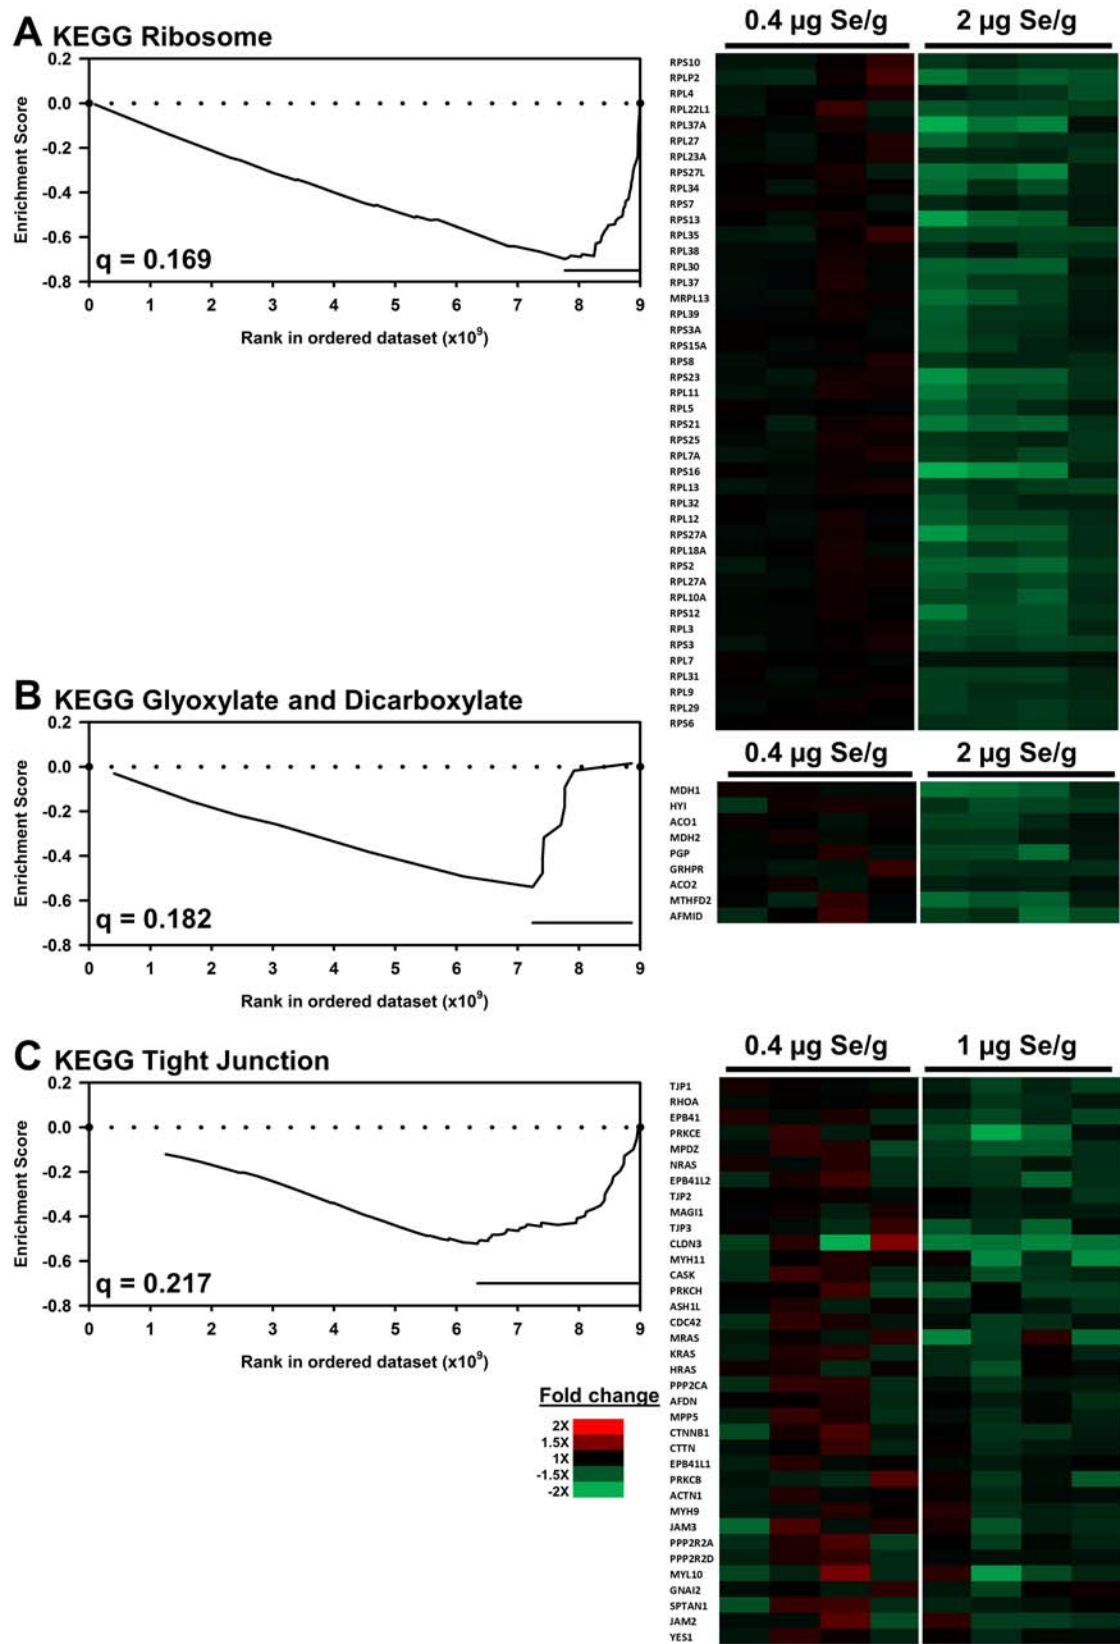 A KEGG Ribosome
0.4 µg Se/g
2 µg Se/g
0.2
0.0
-0.2
-0.4
-0.6
-0.8
Enrichment Score
q = 0.169
0 1 2 3 4 5 6 7 8 9
Rank in ordered dataset (x10⁹)
RPS10
RPLP2
RPL4
RPL22L1
RPL37A
RPL27
RPL23A
RPS27L
RPL34
RPS7
RPS13
RPL35
RPL38
RPL30
RPL37
MRPL13
RPL39
RPS3A
RPS15A
RPS8
RPS23
RPL11
RPL5
RPS21
RPS25
RPL7A
RPS16
RPL13
RPL32
RPL12
RPS27A
RPL18A
RPS2
RPL27A
RPL10A
RPS12
RPL3
RPS3
RPL7
RPL31
RPL9
RPL29
RPS6
B KEGG Glyoxylate and Dicarboxylate
0.4 µg Se/g
2 µg Se/g
0.2
0.0
-0.2
-0.4
-0.6
-0.8
Enrichment Score
q = 0.182
0 1 2 3 4 5 6 7 8 9
Rank in ordered dataset (x10⁹)
MDH1
HYI
ACO1
MDH2
PGP
GRHPR
ACO2
MTHFD2
AFMID
C KEGG Tight Junction
0.4 µg Se/g
1 µg Se/g
0.2
0.0
-0.2
-0.4
-0.6
-0.8
Enrichment Score
q = 0.217
0 1 2 3 4 5 6 7 8 9
Rank in ordered dataset (x10⁹)
Fold change
2X
1.5X
1X
-1.5X
-2X
TJP1
RHOA
EPB41
PRKCE
MPDZ
NRAS
EPB41L2
TJP2
MAGI1
TJP3
CLDN3
MYH11
CASK
PRKCH
ASH1L
CDC42
MRAS
KRAS
HRAS
PPP2CA
AFDN
MPP5
CTNNB1
CTTN
EPB41L1
PRKCB
ACTN1
MYH9
JAM3
PPP2R2A
PPP2R2D
MYL10
GNAI2
SPTAN1
JAM2
YES1